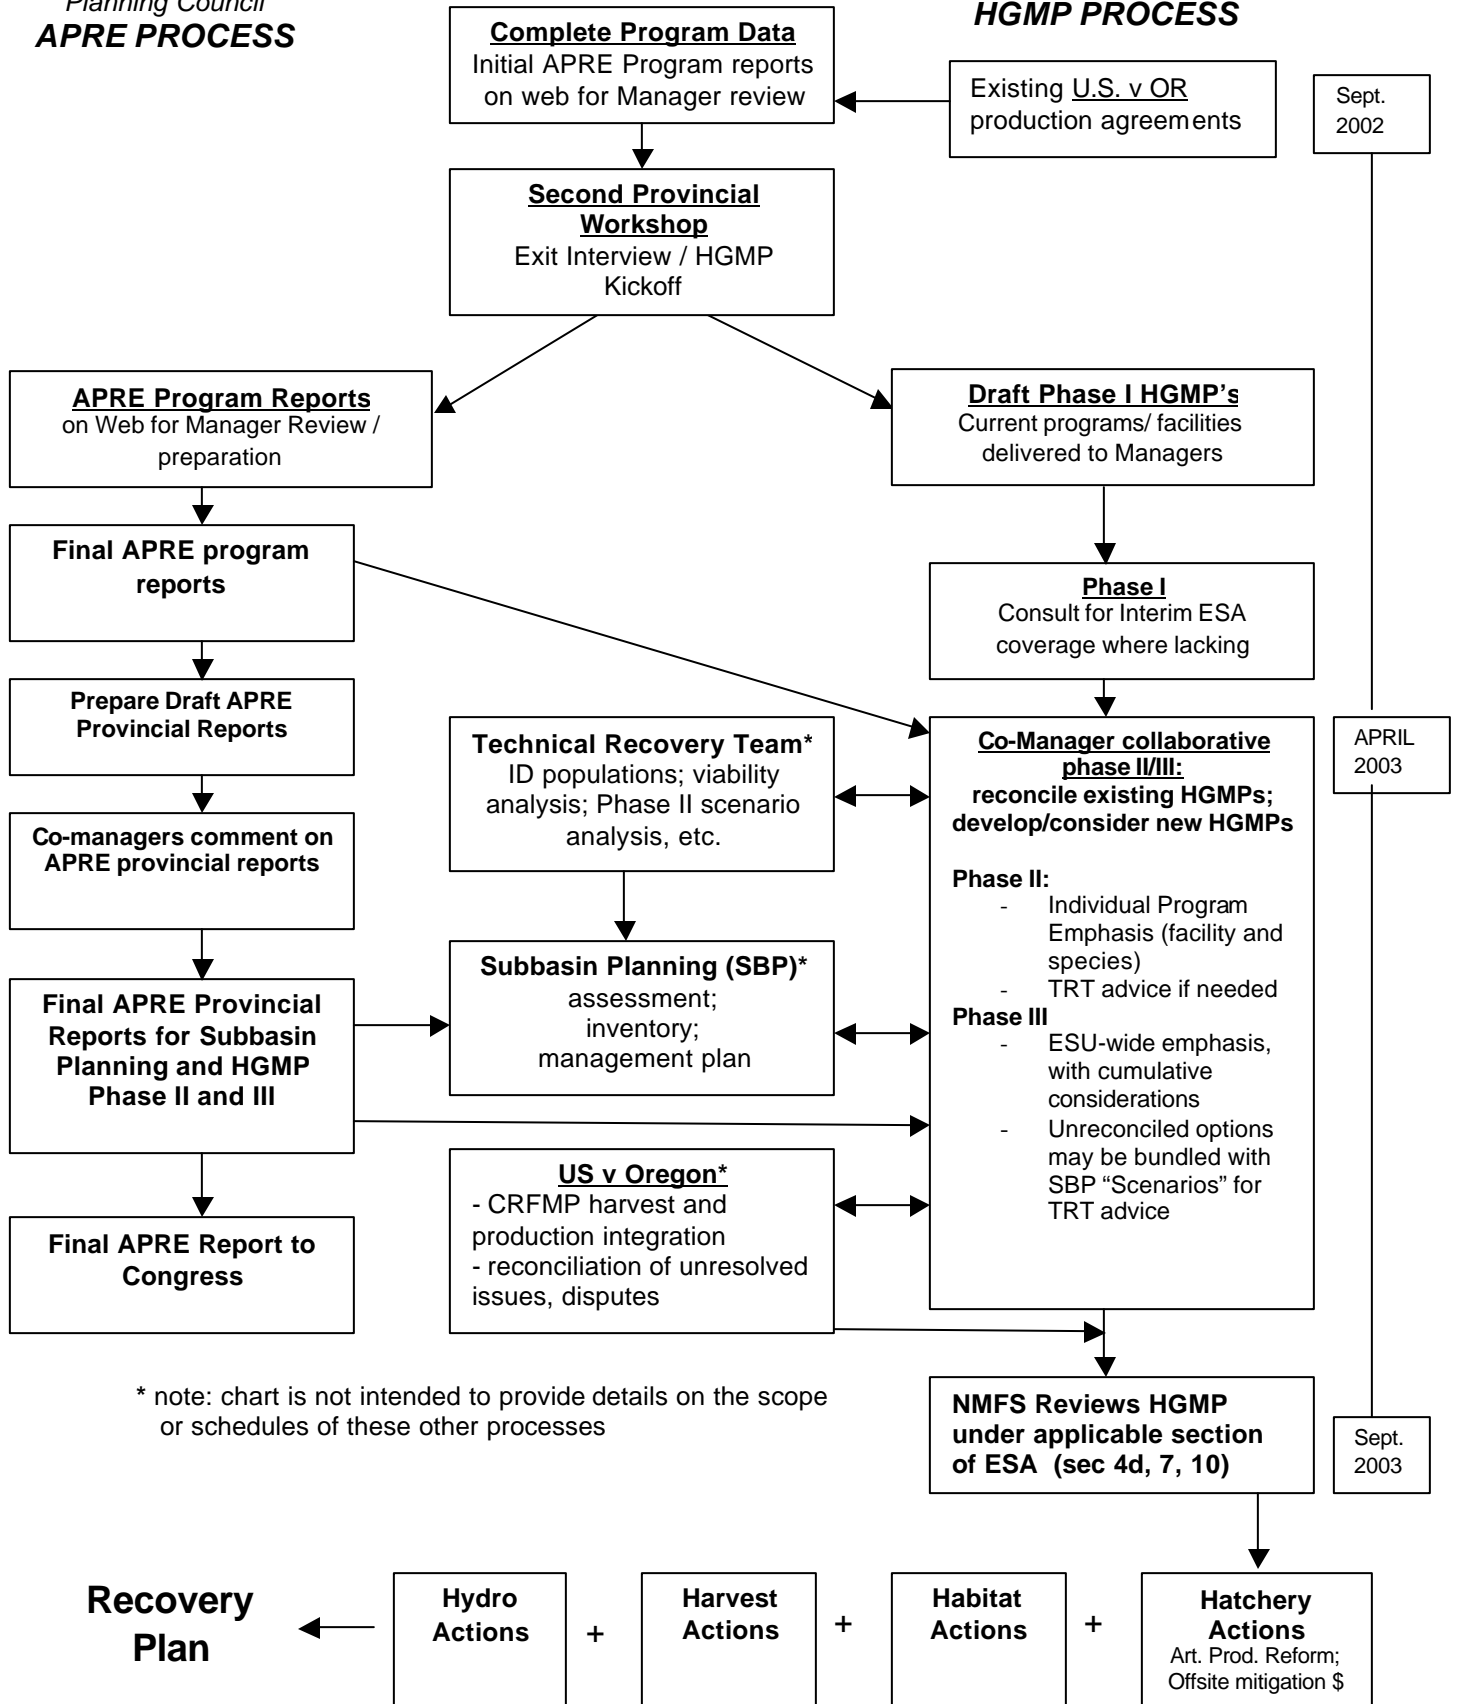 Planning Council
APRE PROCESS
HGMP PROCESS
Complete Program Data
Initial APRE Program reports
on web for Manager review
Existing U.S. v OR
production agreements
Sept.
2002
Second Provincial
Workshop
Exit Interview / HGMP
Kickoff
APRE Program Reports
on Web for Manager Review /
preparation
Draft Phase I HGMP’s
Current programs/ facilities
delivered to Managers
Final APRE program
reports
Phase I
Consult for Interim ESA
coverage where lacking
Prepare Draft APRE
Provincial Reports
Technical Recovery Team*
ID populations; viability
analysis; Phase II scenario
analysis, etc.
Co-Manager collaborative
phase II/III:
reconcile existing HGMPs;
develop/consider new HGMPs
Phase II:
- Individual Program
Emphasis (facility and
species)
- TRT advice if needed
Phase III
- ESU-wide emphasis,
with cumulative
considerations
- Unreconciled options
may be bundled with
SBP “Scenarios” for
TRT advice
APRIL
2003
Co-managers comment on
APRE provincial reports
Subbasin Planning (SBP)*
assessment;
inventory;
management plan
Final APRE Provincial
Reports for Subbasin
Planning and HGMP
Phase II and III
US v Oregon*
- CRFMP harvest and
production integration
- reconciliation of unresolved
issues, disputes
Final APRE Report to
Congress
* note: chart is not intended to provide details on the scope
or schedules of these other processes
NMFS Reviews HGMP
under applicable section
of ESA (sec 4d, 7, 10)
Sept.
2003
Recovery
Plan
Hydro
Actions
+
Harvest
Actions
+
Habitat
Actions
+
Hatchery
Actions
Art. Prod. Reform;
Offsite mitigation $